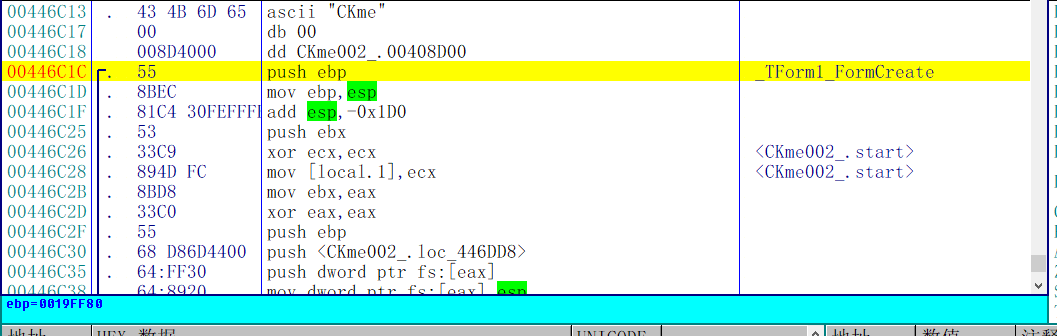 00446C13 . 43 4B 6D 65 ascii "CKme"
00446C17 00 db 00
00446C18 008D4000 dd CKme002_.00408D00
00446C1C . 55 push ebp _TForm1_FormCreate
00446C1D . 8BEC mov ebp,esp
00446C1F . 81C4 30FEFFFF add esp,-0x1D0
00446C25 . 53 push ebx
00446C26 . 33C9 xor ecx,ecx <CKme002_.start>
00446C28 . 894D FC mov [local.1],ecx <CKme002_.start>
00446C2B . 8BD8 mov ebx,eax
00446C2D . 33C0 xor eax,eax
00446C2F . 55 push ebp
00446C30 . 68 D86D4400 push <CKme002_.loc_446DD8>
00446C35 . 64:FF30 push dword ptr fs:[eax]
00446C38 . 64:8920 mov dword ptr fs:[eax],esp
ebp=0019FF80
地址 HEX 数据 UNICODE 地址 数值 注释